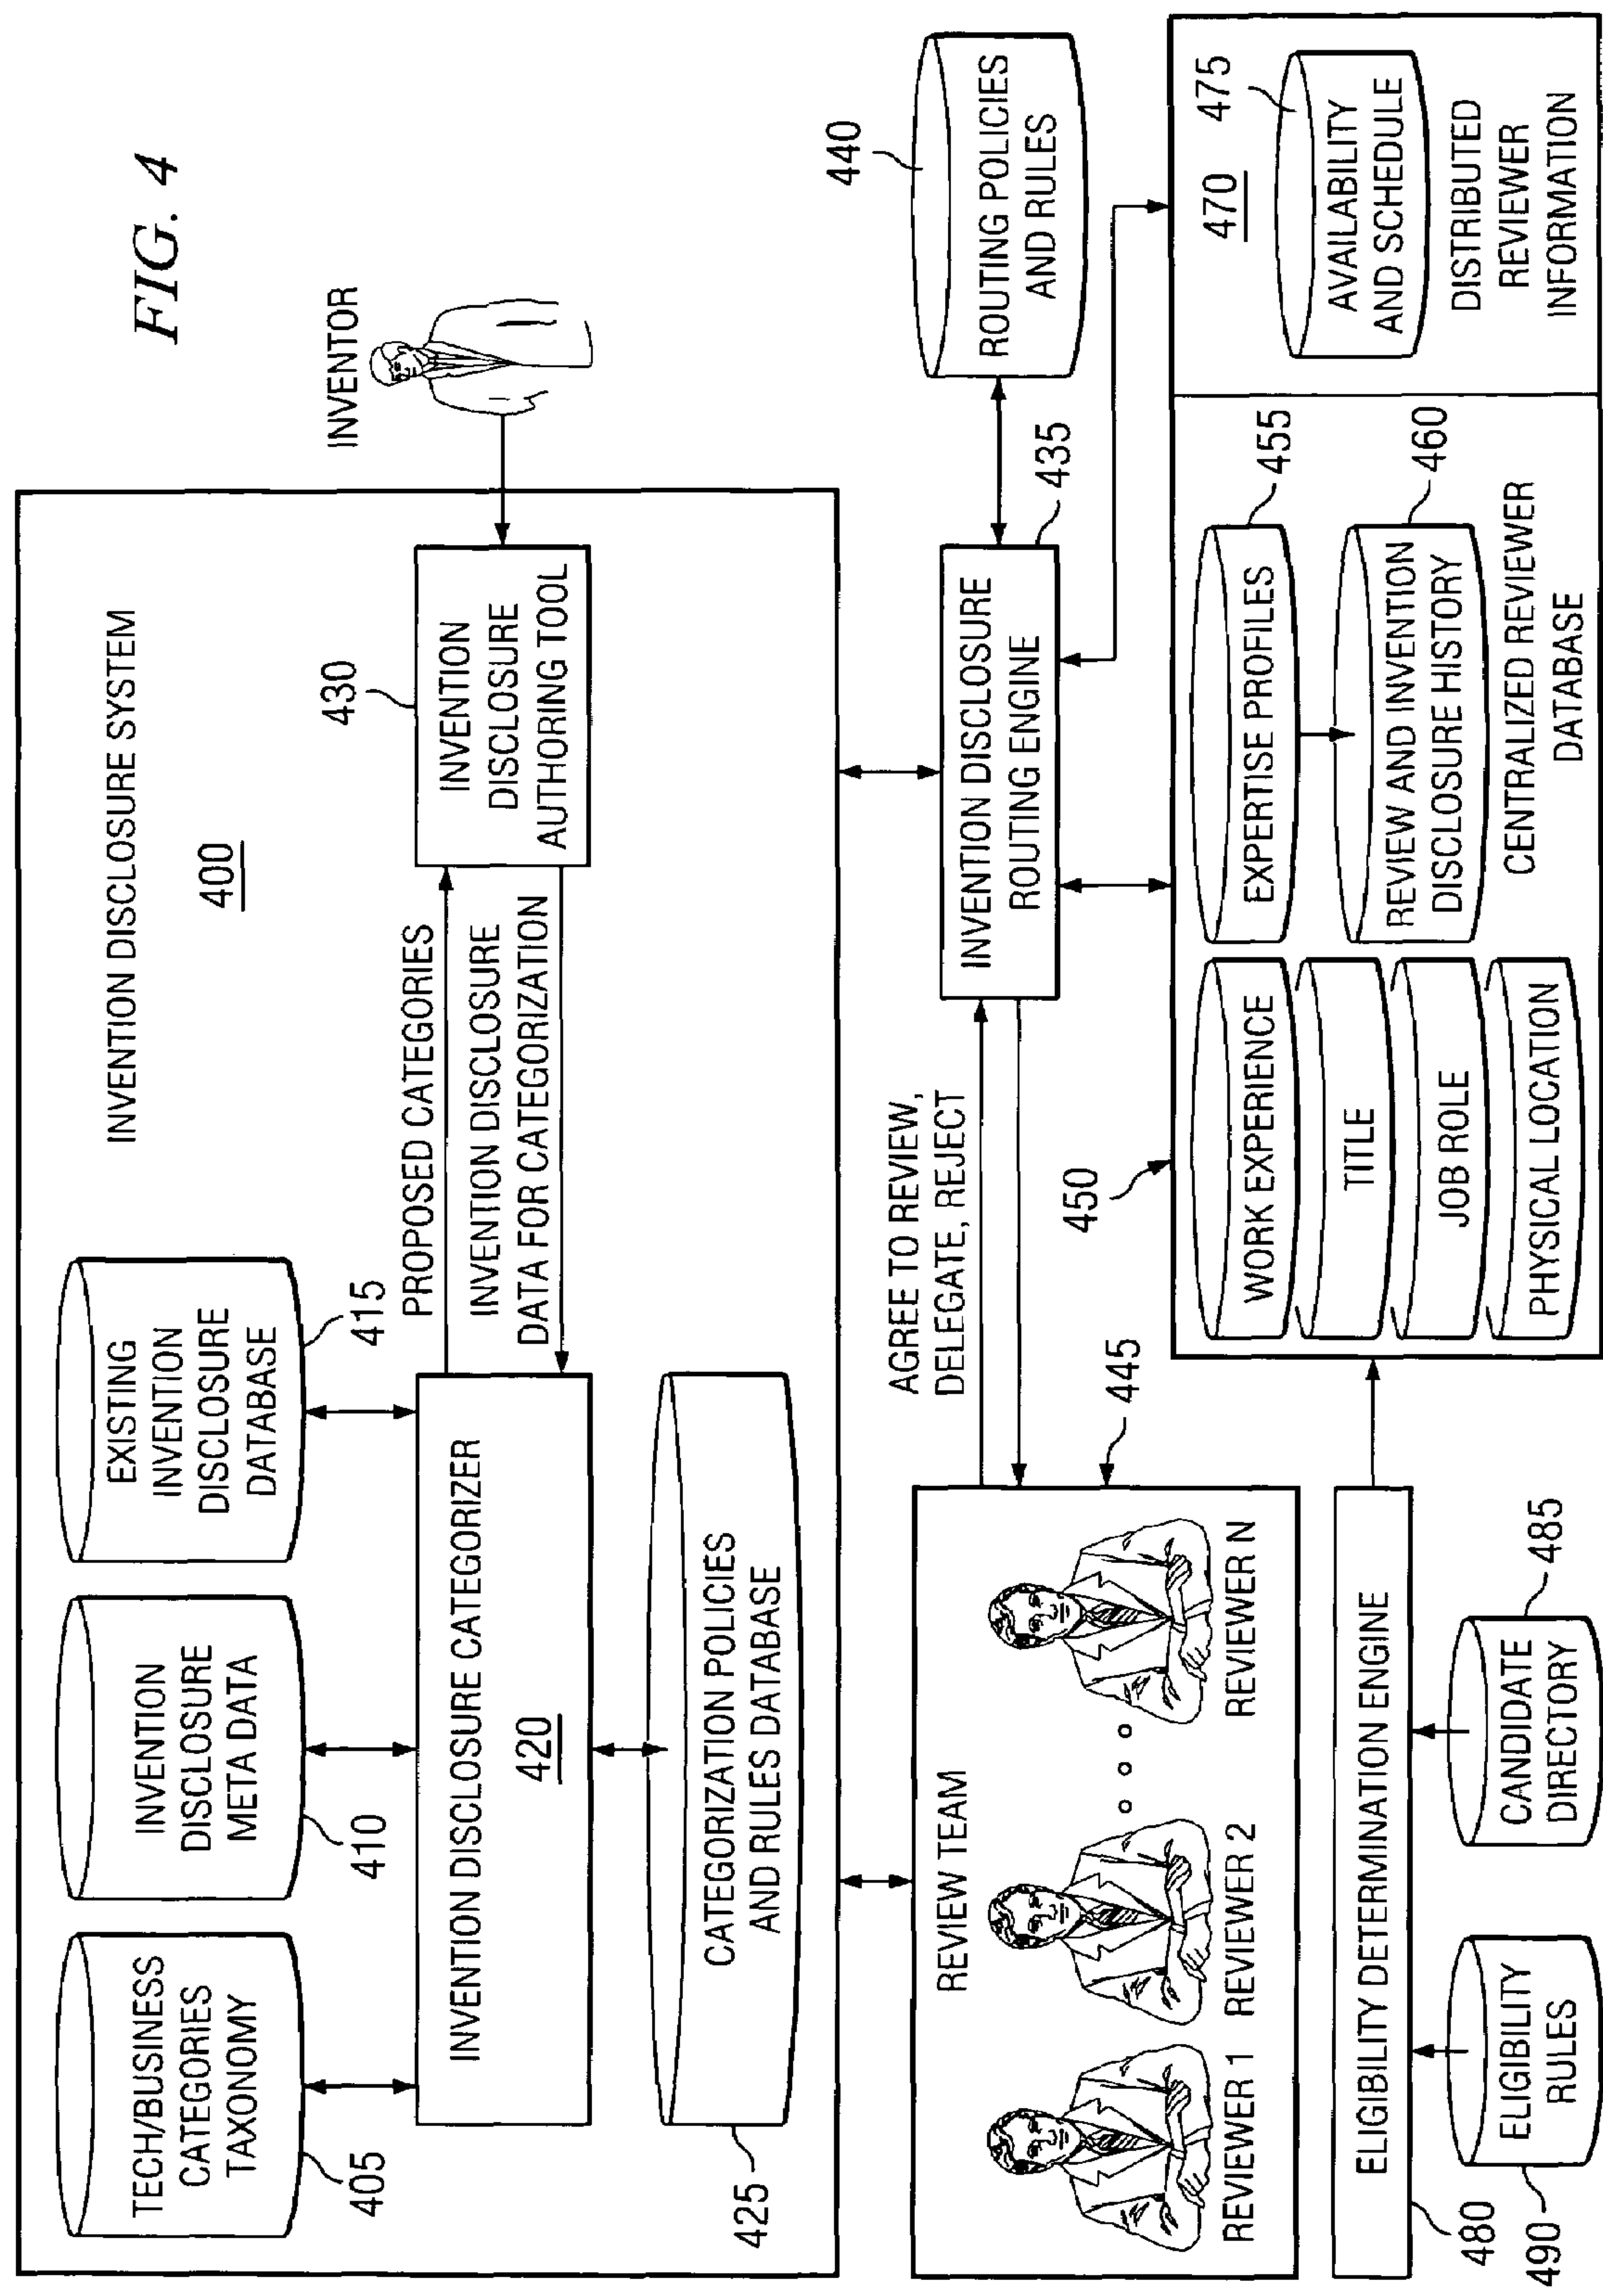 FIG. 4
INVENTION DISCLOSURE SYSTEM
400
INVENTOR
TECH/BUSINESS
CATEGORIES
TAXONOMY
405
INVENTION
DISCLOSURE
META DATA
410
EXISTING
INVENTION
DISCLOSURE
DATABASE
415
PROPOSED CATEGORIES
INVENTION DISCLOSURE
DATA FOR CATEGORIZATION
430
INVENTION
DISCLOSURE
AUTHORING TOOL
INVENTION DISCLOSURE CATEGORIZER
420
CATEGORIZATION POLICIES
AND RULES DATABASE
425
440
ROUTING POLICIES
AND RULES
435
INVENTION DISCLOSURE
ROUTING ENGINE
AGREE TO REVIEW,
DELEGATE, REJECT
445
REVIEW TEAM
REVIEWER 1
REVIEWER 2
REVIEWER N
450
WORK EXPERIENCE
TITLE
JOB ROLE
PHYSICAL LOCATION
EXPERTISE PROFILES
455
REVIEW AND INVENTION
DISCLOSURE HISTORY
460
CENTRALIZED REVIEWER
DATABASE
470
475
AVAILABILITY
AND SCHEDULE
DISTRIBUTED
REVIEWER
INFORMATION
ELIGIBILITY DETERMINATION ENGINE
480
ELIGIBILITY
RULES
490
CANDIDATE
DIRECTORY
485